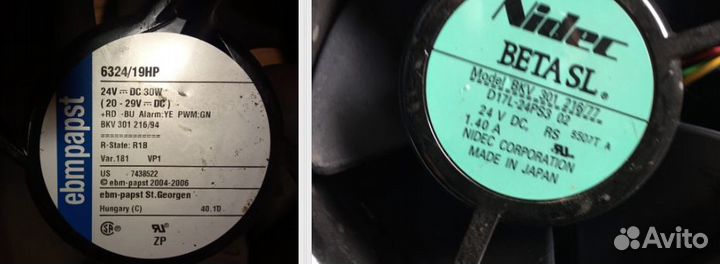 ebmpapst
6324/19HP
24V ⎓ DC 30W
(20 - 29V ⎓ DC)
+RD -BU Alarm:YE PWM:GN
BKV 301 216/94
R-State: R1B
Var.181 VP1
US 7438522
© ebm-papst 2004-2006
ebm-papst St.Georgen
Hungary (C) 40.1D
ZP
Nidec
BETA SL®
Model BKV 301 216/77
D17L-24PS3 02
24 V DC, RS 5502T A
1.40 A
NIDEC CORPORATION
MADE IN JAPAN
Avito